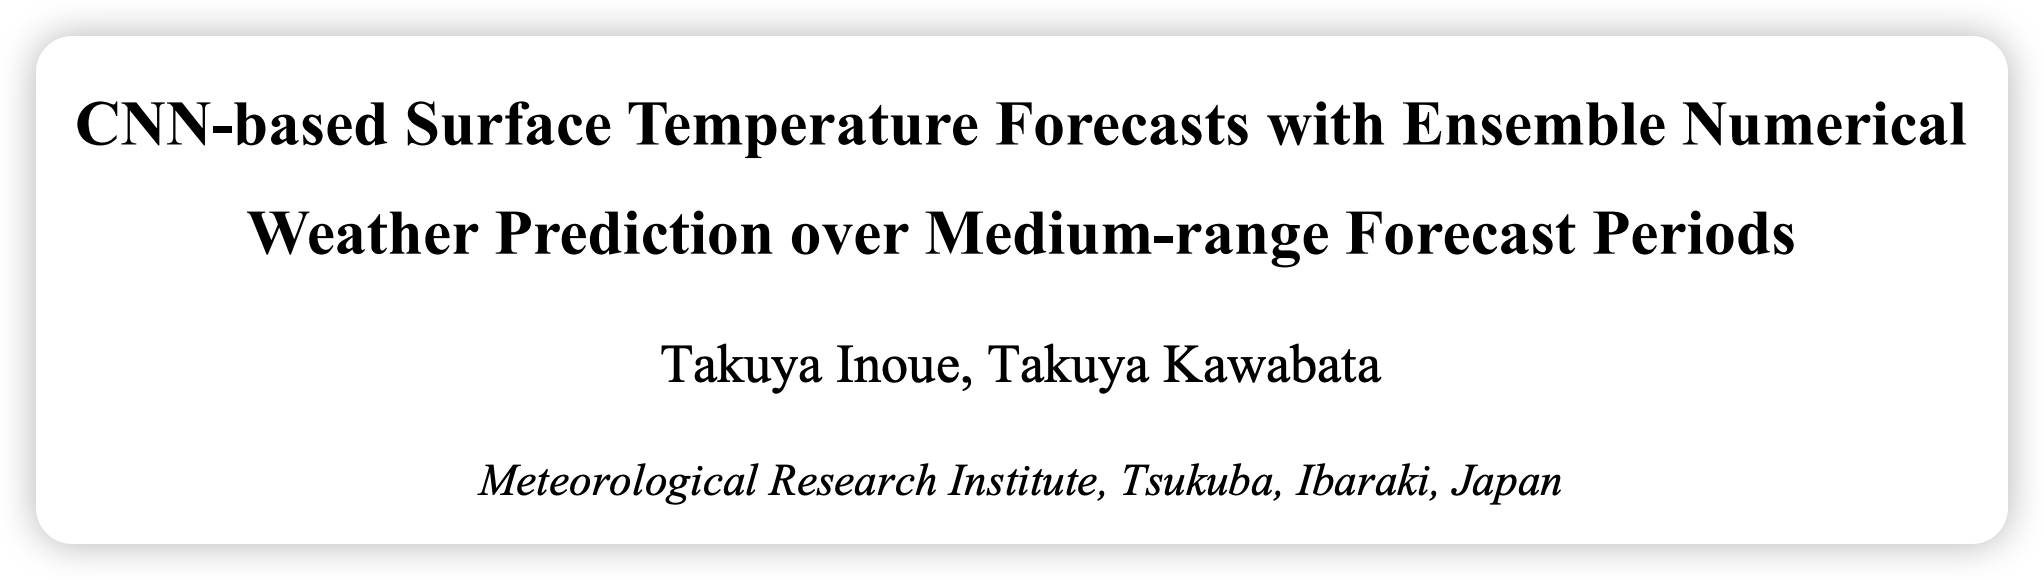 CNN-based Surface Temperature Forecasts with Ensemble Numerical
Weather Prediction over Medium-range Forecast Periods
Takuya Inoue, Takuya Kawabata
Meteorological Research Institute, Tsukuba, Ibaraki, Japan